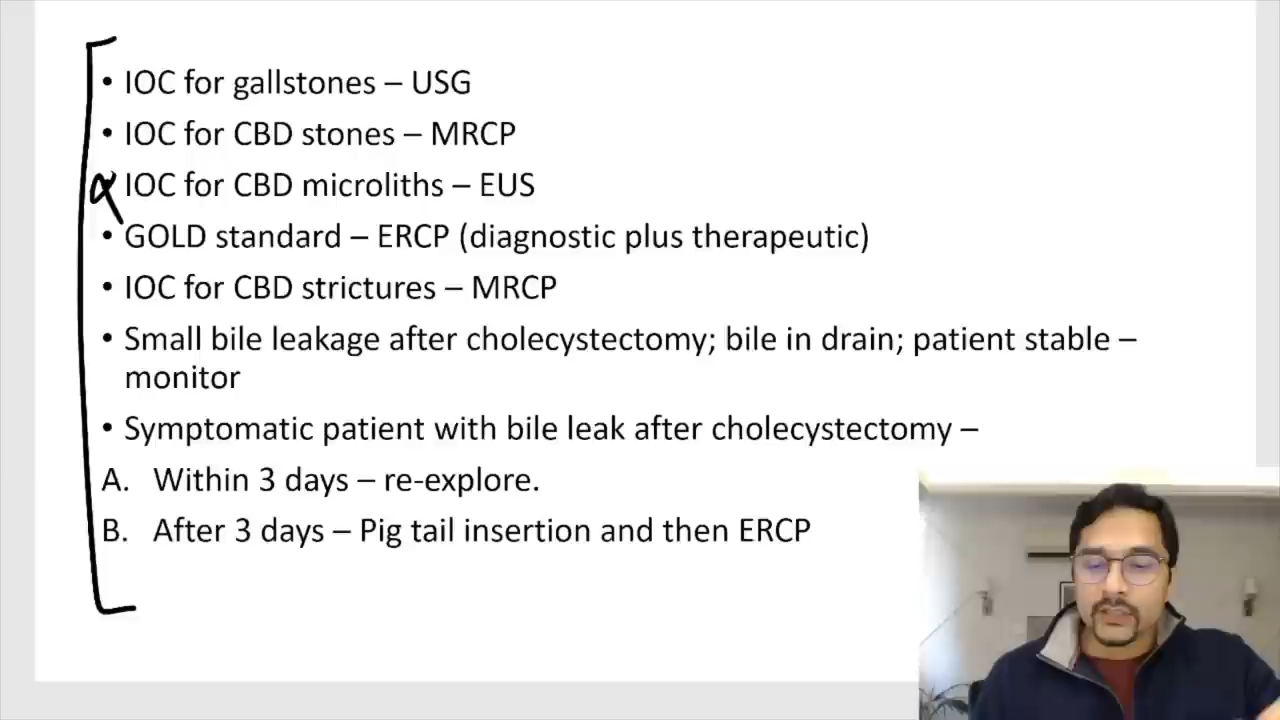 • IOC for gallstones – USG
• IOC for CBD stones – MRCP
IOC for CBD microliths – EUS
• GOLD standard – ERCP (diagnostic plus therapeutic)
• IOC for CBD strictures – MRCP
• Small bile leakage after cholecystectomy; bile in drain; patient stable –
monitor
• Symptomatic patient with bile leak after cholecystectomy –
A. Within 3 days – re-explore.
B. After 3 days – Pig tail insertion and then ERCP